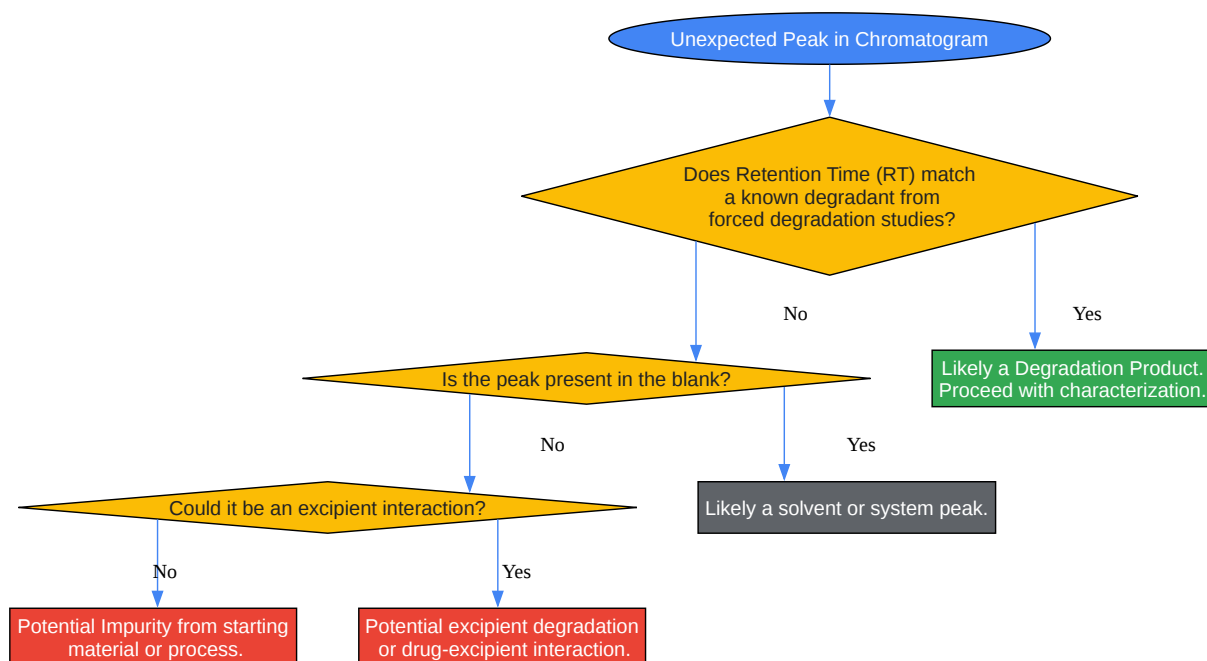 Unexpected Peak in Chromatogram
Does Retention Time (RT) match
a known degradant from
forced degradation studies?
No
Yes
Likely a Degradation Product.
Proceed with characterization.
Is the peak present in the blank?
No
Yes
Likely a solvent or system peak.
Could it be an excipient interaction?
No
Yes
Potential Impurity from starting
material or process.
Potential excipient degradation
or drug-excipient interaction.